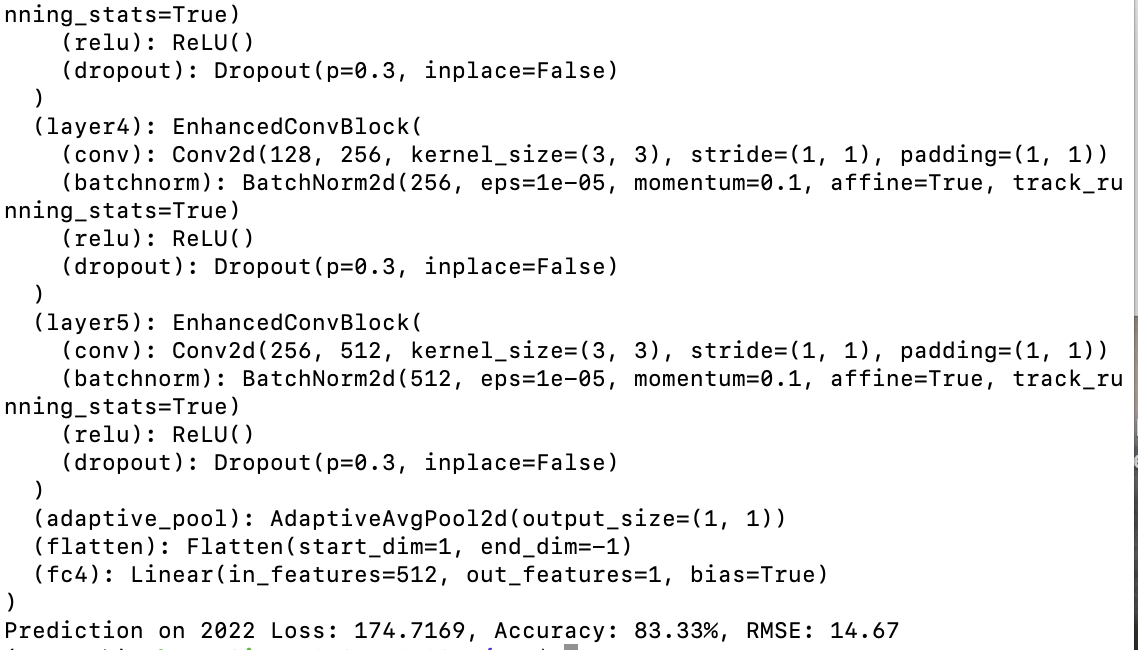 nning_stats=True)
    (relu): ReLU()
    (dropout): Dropout(p=0.3, inplace=False)
  )
  (layer4): EnhancedConvBlock(
    (conv): Conv2d(128, 256, kernel_size=(3, 3), stride=(1, 1), padding=(1, 1))
    (batchnorm): BatchNorm2d(256, eps=1e-05, momentum=0.1, affine=True, track_ru
nning_stats=True)
    (relu): ReLU()
    (dropout): Dropout(p=0.3, inplace=False)
  )
  (layer5): EnhancedConvBlock(
    (conv): Conv2d(256, 512, kernel_size=(3, 3), stride=(1, 1), padding=(1, 1))
    (batchnorm): BatchNorm2d(512, eps=1e-05, momentum=0.1, affine=True, track_ru
nning_stats=True)
    (relu): ReLU()
    (dropout): Dropout(p=0.3, inplace=False)
  )
  (adaptive_pool): AdaptiveAvgPool2d(output_size=(1, 1))
  (flatten): Flatten(start_dim=1, end_dim=-1)
  (fc4): Linear(in_features=512, out_features=1, bias=True)
)
Prediction on 2022 Loss: 174.7169, Accuracy: 83.33%, RMSE: 14.67